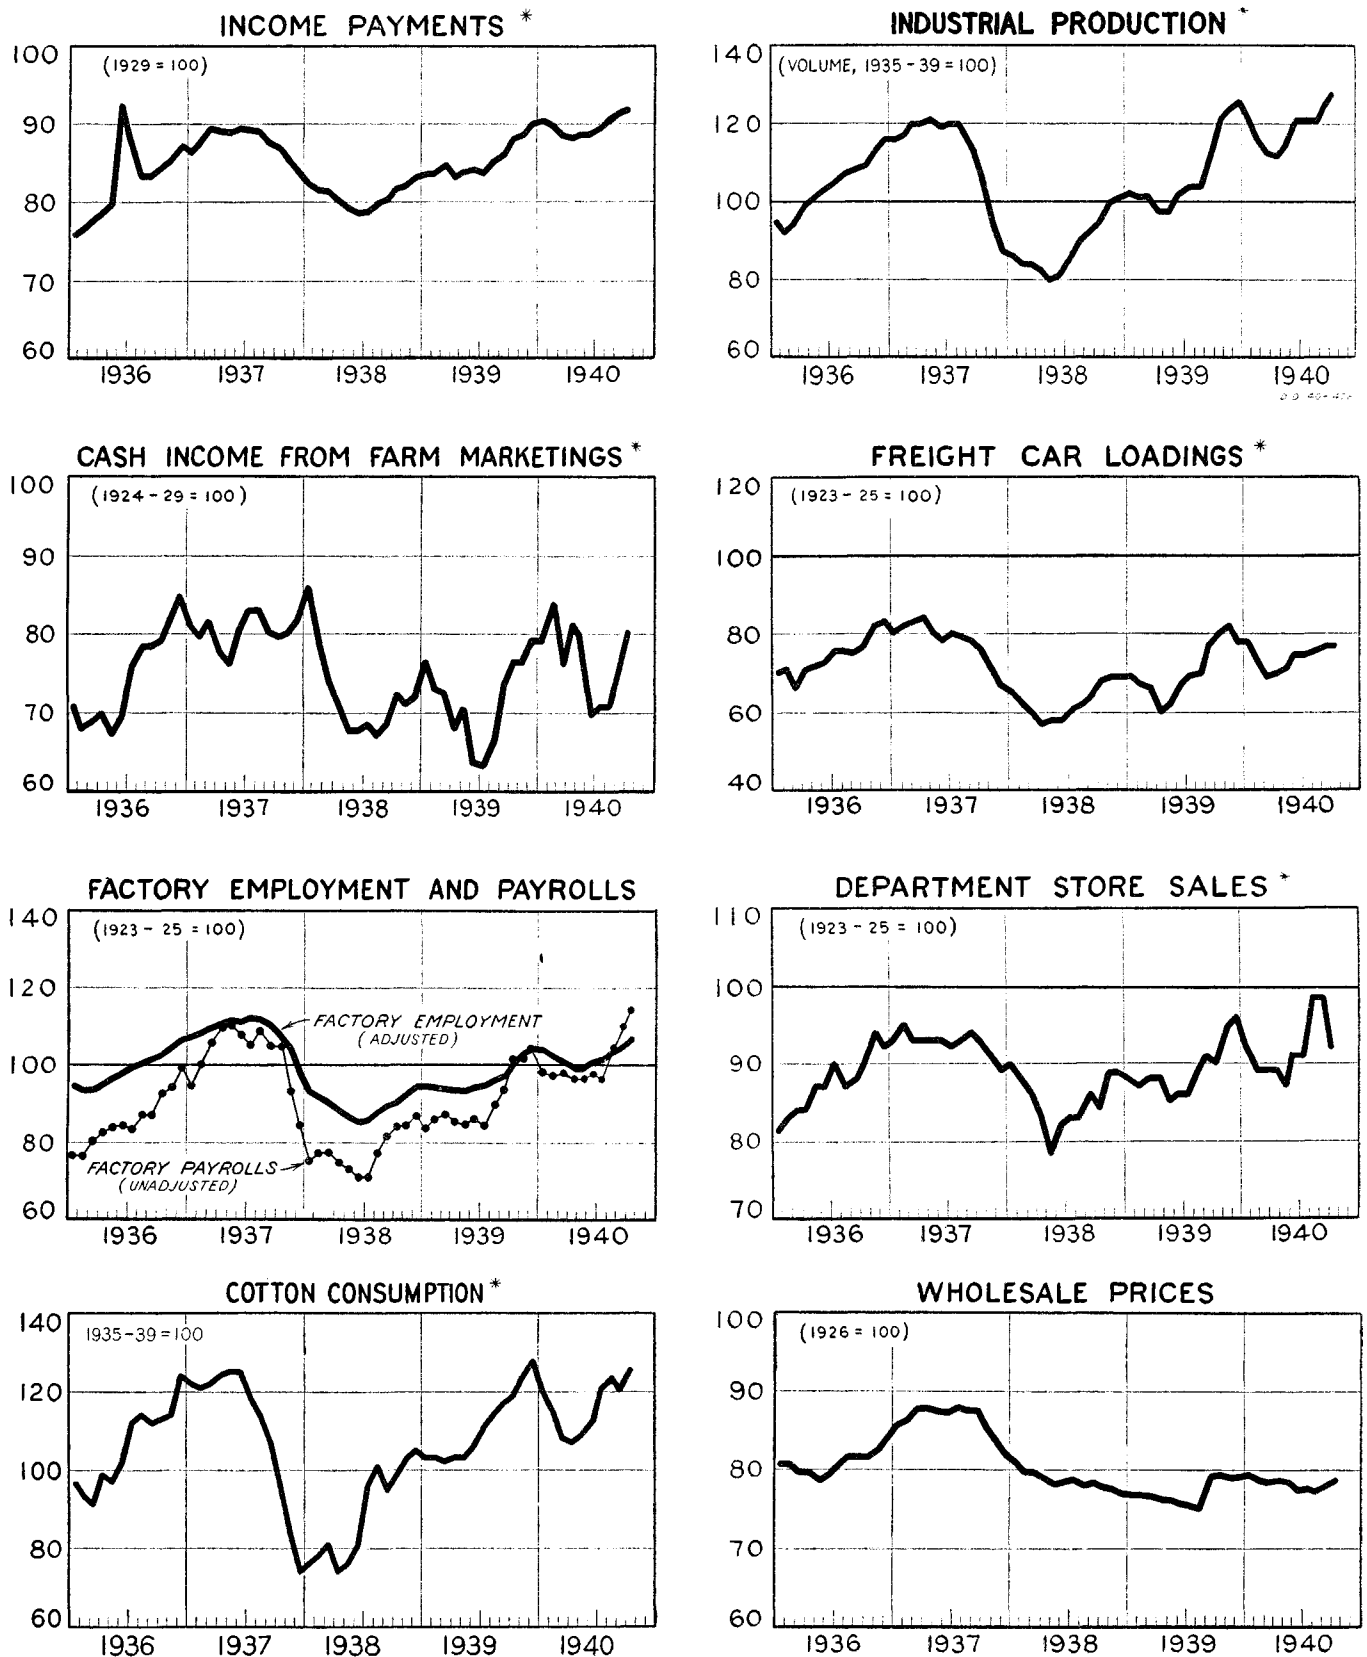 INCOME PAYMENTS *
(1929 = 100)
100
90
80
70
60
1936 1937 1938 1939 1940
INDUSTRIAL PRODUCTION *
(VOLUME, 1935 - 39 = 100)
140
120
100
80
60
1936 1937 1938 1939 1940
CASH INCOME FROM FARM MARKETINGS *
(1924 - 29 = 100)
100
90
80
70
60
1936 1937 1938 1939 1940
FREIGHT CAR LOADINGS *
(1923 - 25 = 100)
120
100
80
60
40
1936 1937 1938 1939 1940
FACTORY EMPLOYMENT AND PAYROLLS
(1923 - 25 = 100)
140
120
100
80
60
FACTORY EMPLOYMENT
(ADJUSTED)
FACTORY PAYROLLS
(UNADJUSTED)
1936 1937 1938 1939 1940
DEPARTMENT STORE SALES *
(1923 - 25 = 100)
110
100
90
80
70
1936 1937 1938 1939 1940
COTTON CONSUMPTION *
1935-39=100
140
120
100
80
60
1936 1937 1938 1939 1940
WHOLESALE PRICES
(1926 = 100)
100
90
80
70
60
1936 1937 1938 1939 1940